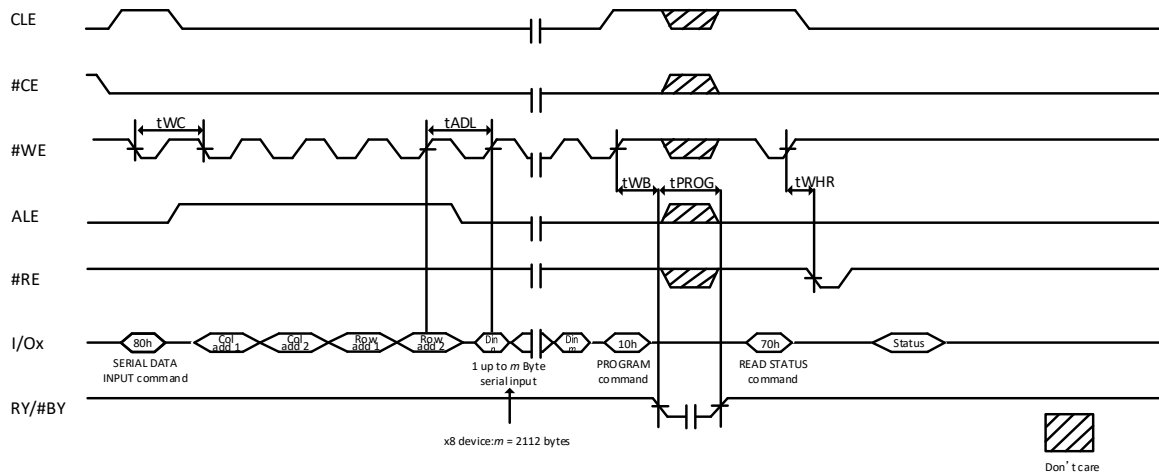 CLE
#CE
tWC
tADL
#WE
tWB
tPROG
tWHR
ALE
#RE
I/Ox
80h
Col
add 1
Col
add 2
Row
add 1
Row
add 2
Din
n
Din
m
10h
70h
Status
SERIAL DATA
INPUT command
1 up to m Byte
serial input
PROGRAM
command
READ STATUS
command
RY/#BY
x8 device:m = 2112 bytes
Don't care